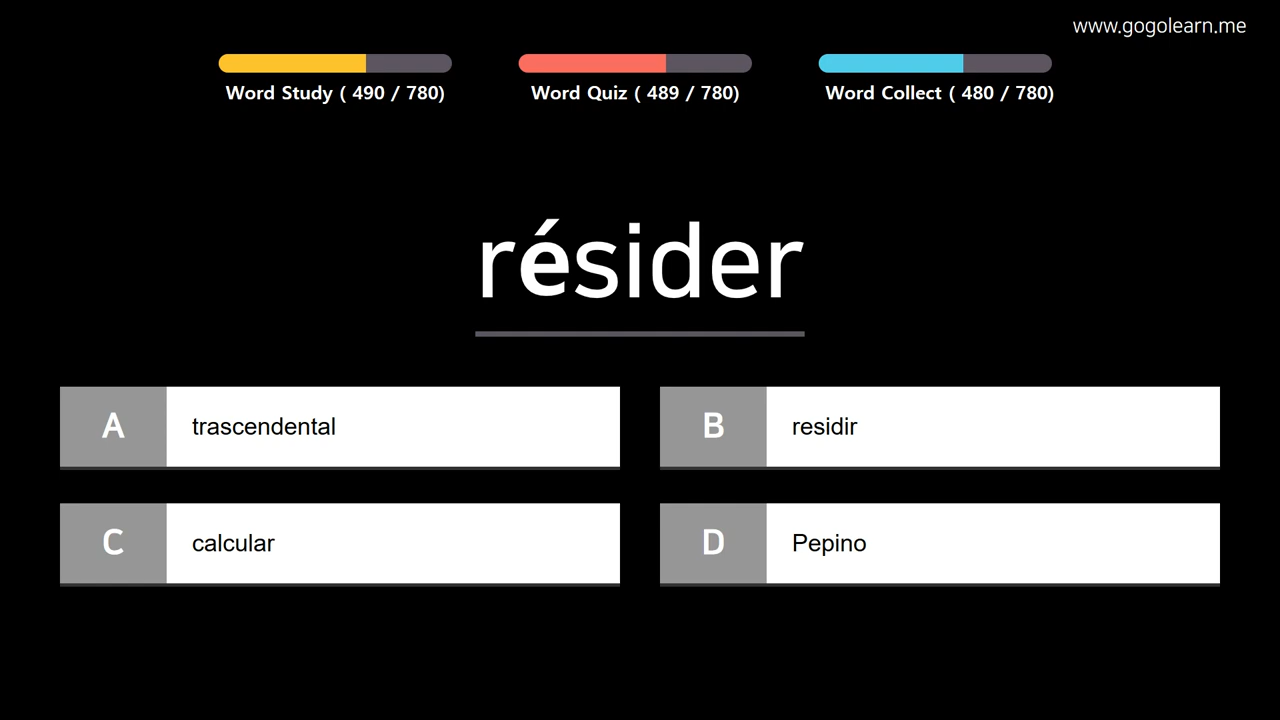 www.gogolearn.me
Word Study ( 490 / 780)
Word Quiz ( 489 / 780)
Word Collect ( 480 / 780)
résider
A trascendental
B residir
C calcular
D Pepino